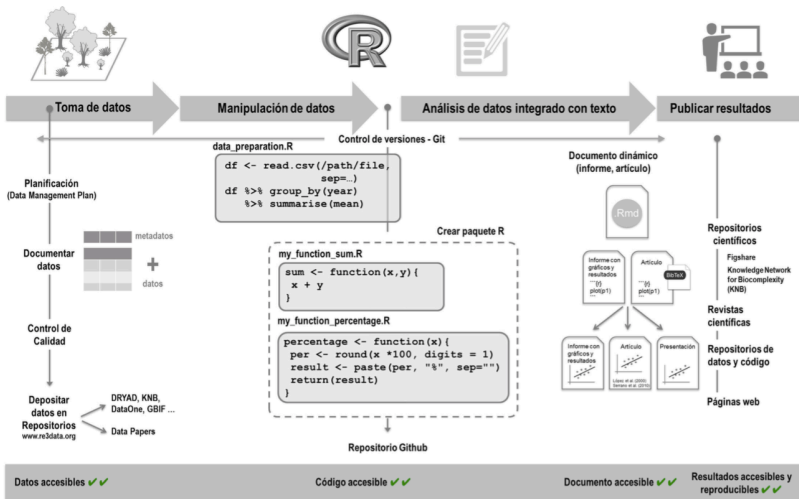 R
Toma de datos
Manipulación de datos
Análisis de datos integrado con texto
Publicar resultados
Control de versiones - Git
Planificación
(Data Management Plan)
Documentar
datos
metadatos
+
datos
Control de
Calidad
Depositar
datos en
Repositorios
www.re3data.org
DRYAD, KNB,
DataOne, GBIF ...
Data Papers
data_preparation.R
df <- read.csv(/path/file,
sep=…)
df %>% group_by(year)
%>% summarise(mean)
Crear paquete R
my_function_sum.R
sum <- function(x,y){
x + y
}
my_function_percentage.R
percentage <- function(x){
per <- round(x *100, digits = 1)
result <- paste(per, "%", sep="")
return(result)
}
Repositorio Github
Documento dinámico
(informe, artículo)
.Rmd
Informe con
gráficos y
resultados
```{r}
plot(p1)
```
Artículo
```{r}
plot(p1)
```
BibTeX
Informe con
gráficos y
resultados
Artículo
Presentación
Repositorios
científicos
Figshare
Knowledge Network
for Biocomplexity
(KNB)
Revistas
científicas
Repositorios de
datos y código
Páginas web
Datos accesibles ✔✔
Código accesible ✔✔
Documento accesible ✔✔
Resultados accesibles y
reproducibles ✔✔